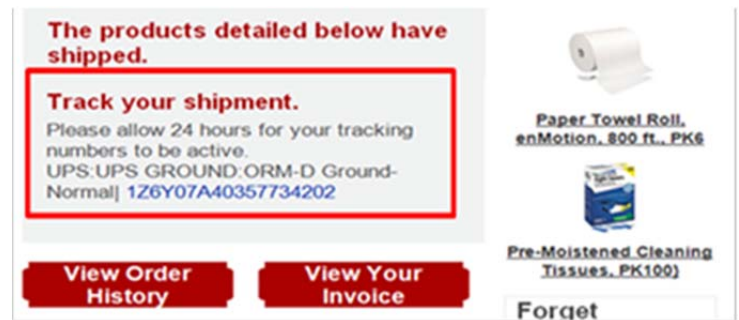 The products detailed below have
shipped.
Track your shipment.
Please allow 24 hours for your tracking
numbers to be active.
UPS:UPS GROUND:ORM-D Ground-
Normal| 1Z6Y07A40357734202
View Order
History
View Your
Invoice
Paper Towel Roll,
enMotion, 800 ft., PK6
Pre-Moistened Cleaning
Tissues, PK100)
Forget